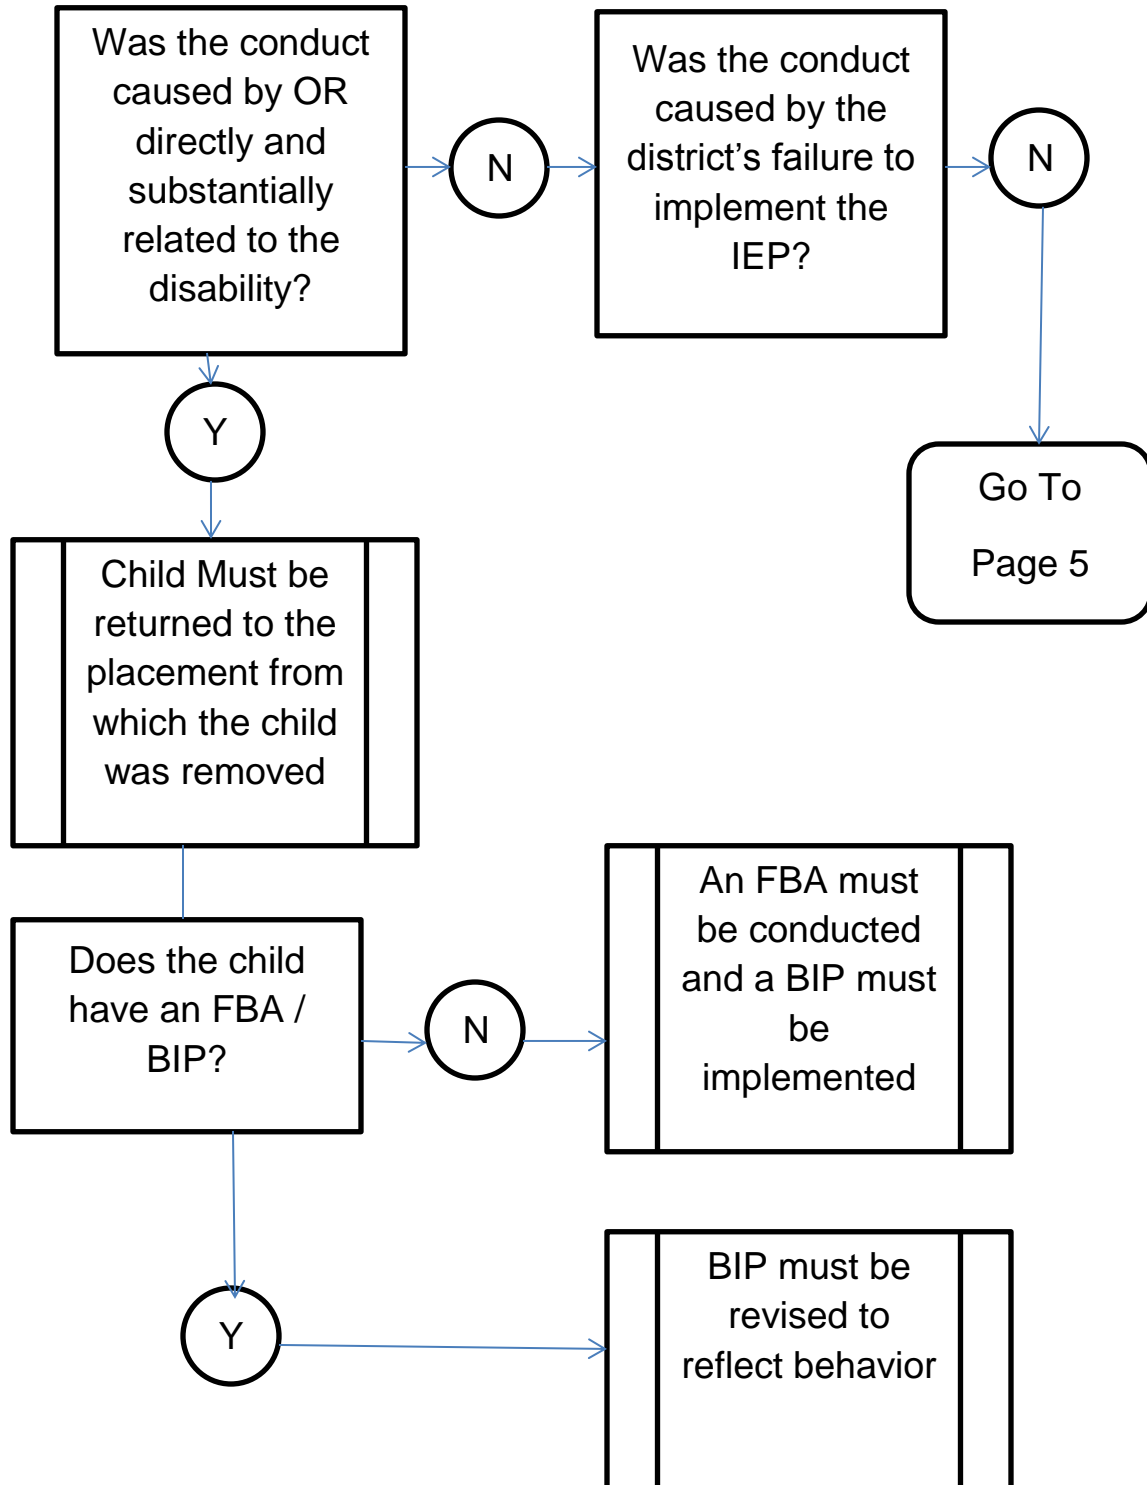 Was the conduct
caused by OR
directly and
substantially
related to the
disability?
N
Was the conduct
caused by the
district’s failure to
implement the
IEP?
N
Y
Go To
Page 5
Child Must be
returned to the
placement from
which the child
was removed
Does the child
have an FBA /
BIP?
N
An FBA must
be conducted
and a BIP must
be
implemented
Y
BIP must be
revised to
reflect behavior